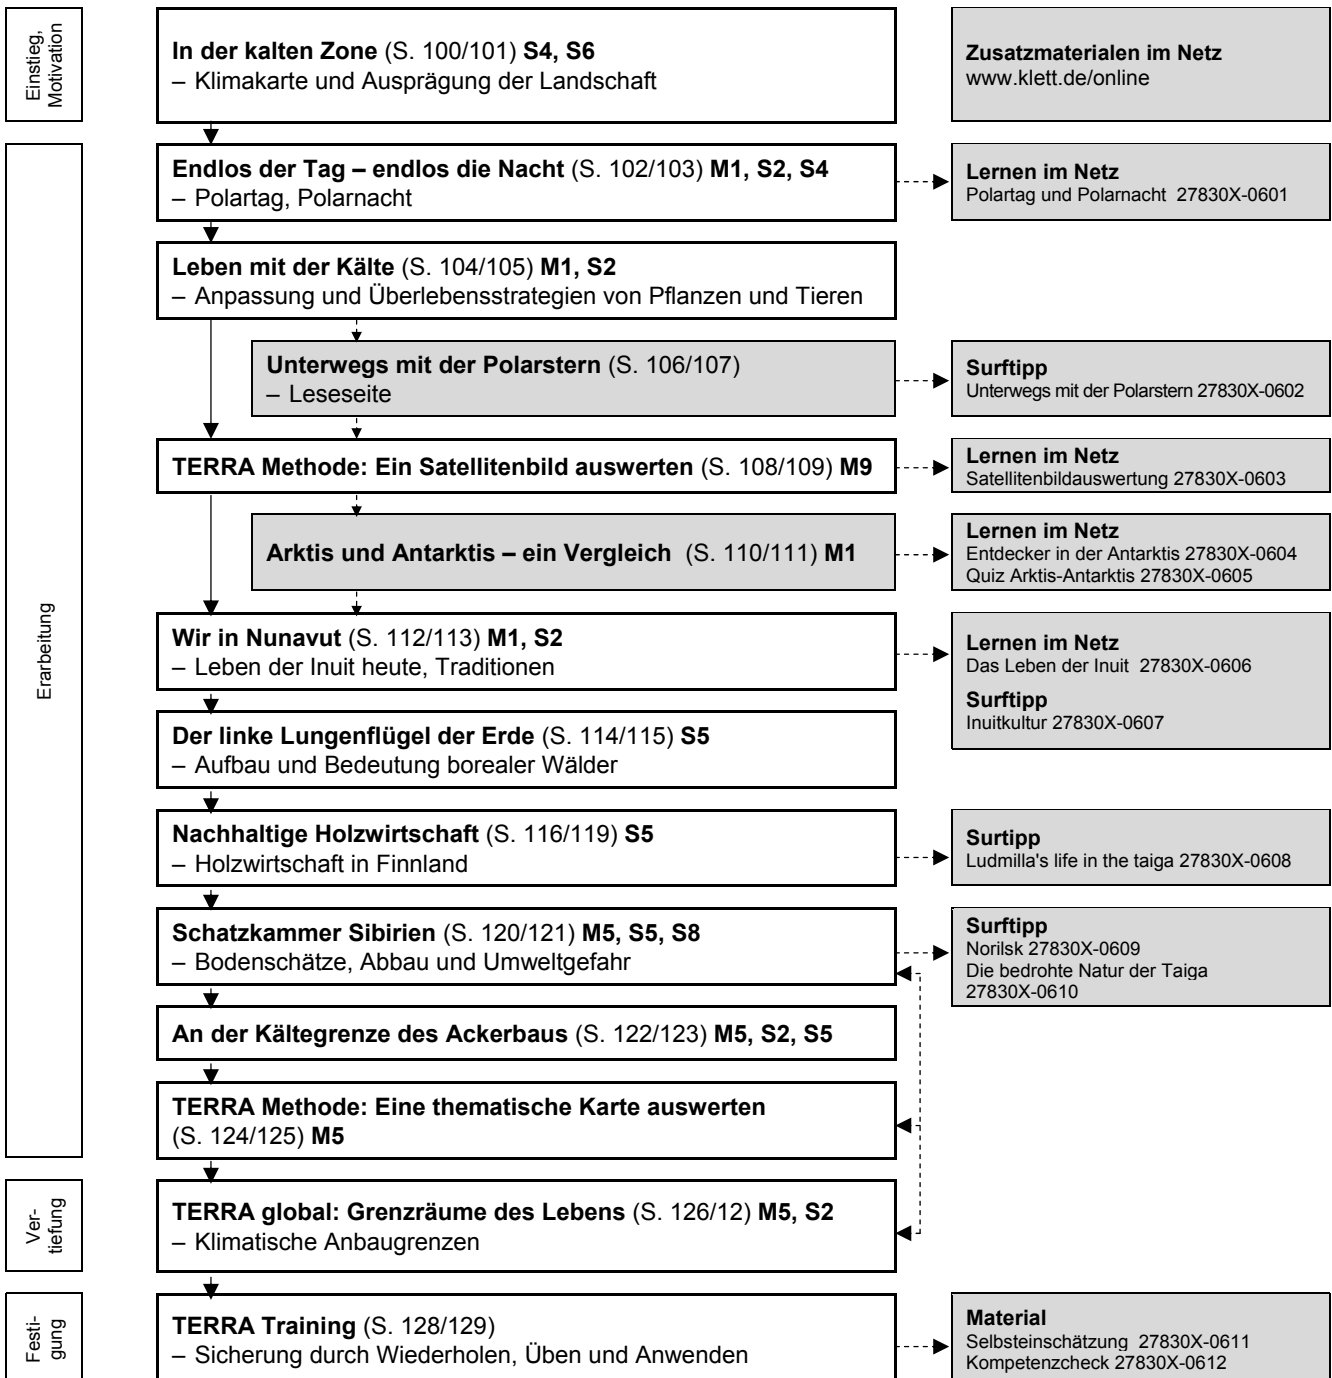 Einstieg,
Motivation
In der kalten Zone (S. 100/101) S4, S6
– Klimakarte und Ausprägung der Landschaft
Zusatzmaterialen im Netz
www.klett.de/online
Erarbeitung
Endlos der Tag – endlos die Nacht (S. 102/103) M1, S2, S4
– Polartag, Polarnacht
Lernen im Netz
Polartag und Polarnacht 27830X-0601
Leben mit der Kälte (S. 104/105) M1, S2
– Anpassung und Überlebensstrategien von Pflanzen und Tieren
Unterwegs mit der Polarstern (S. 106/107)
– Leseseite
Surftipp
Unterwegs mit der Polarstern 27830X-0602
TERRA Methode: Ein Satellitenbild auswerten (S. 108/109) M9
Lernen im Netz
Satellitenbildauswertung 27830X-0603
Arktis und Antarktis – ein Vergleich (S. 110/111) M1
Lernen im Netz
Entdecker in der Antarktis 27830X-0604
Quiz Arktis-Antarktis 27830X-0605
Wir in Nunavut (S. 112/113) M1, S2
– Leben der Inuit heute, Traditionen
Lernen im Netz
Das Leben der Inuit 27830X-0606
Surftipp
Inuitkultur 27830X-0607
Der linke Lungenflügel der Erde (S. 114/115) S5
– Aufbau und Bedeutung borealer Wälder
Nachhaltige Holzwirtschaft (S. 116/119) S5
– Holzwirtschaft in Finnland
Surtipp
Ludmilla's life in the taiga 27830X-0608
Schatzkammer Sibirien (S. 120/121) M5, S5, S8
– Bodenschätze, Abbau und Umweltgefahr
Surftipp
Norilsk 27830X-0609
Die bedrohte Natur der Taiga
27830X-0610
An der Kältegrenze des Ackerbaus (S. 122/123) M5, S2, S5
TERRA Methode: Eine thematische Karte auswerten
(S. 124/125) M5
Ver-
tiefung
TERRA global: Grenzräume des Lebens (S. 126/12) M5, S2
– Klimatische Anbaugrenzen
Festi-
gung
TERRA Training (S. 128/129)
– Sicherung durch Wiederholen, Üben und Anwenden
Material
Selbsteinschätzung 27830X-0611
Kompetenzcheck 27830X-0612